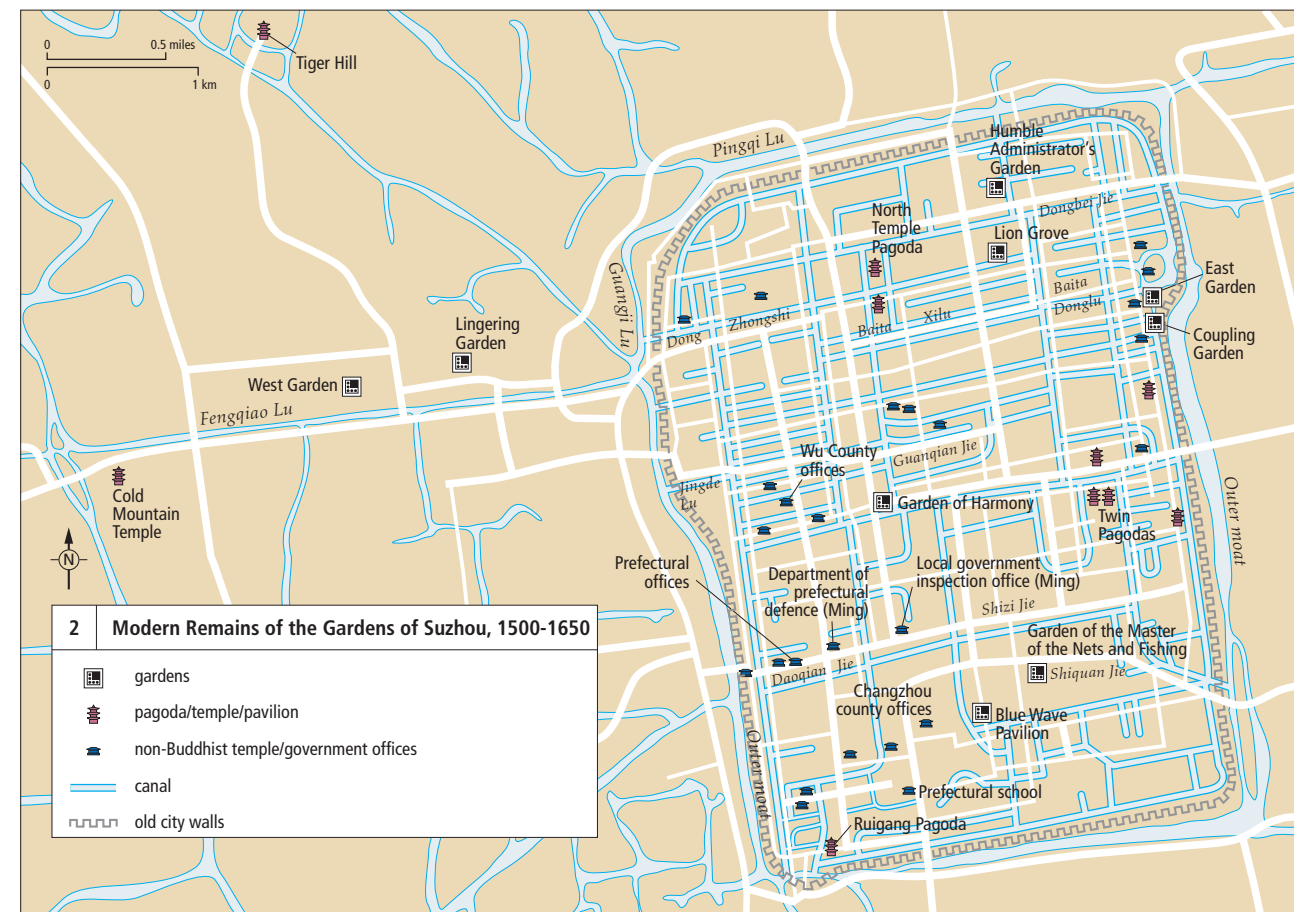 0
0.5 miles
0
1 km
Tiger Hill
Pingqi Lu
Humble
Administrator's
Garden
Dongbei Jie
North
Temple
Pagoda
Lion Grove
East
Garden
Baita
Donglu
Coupling
Garden
Guangji Lu
Dong
Zhongshi
Baita
Xilu
Lingering
Garden
West Garden
Fengqiao Lu
Cold
Mountain
Temple
N
Wu County
offices
Guanqian Jie
Jingde
Lu
Garden of Harmony
Twin
Pagodas
Outer moat
Prefectural
offices
Department of
prefectural
defence (Ming)
Local government
inspection office (Ming)
Shizi Jie
Garden of the Master
of the Nets and Fishing
Shiquan Jie
Daoqian Jie
Changzhou
county offices
Blue Wave
Pavilion
Outer moat
Prefectural school
Ruigang Pagoda
2 Modern Remains of the Gardens of Suzhou, 1500-1650
gardens
pagoda/temple/pavilion
non-Buddhist temple/government offices
canal
old city walls